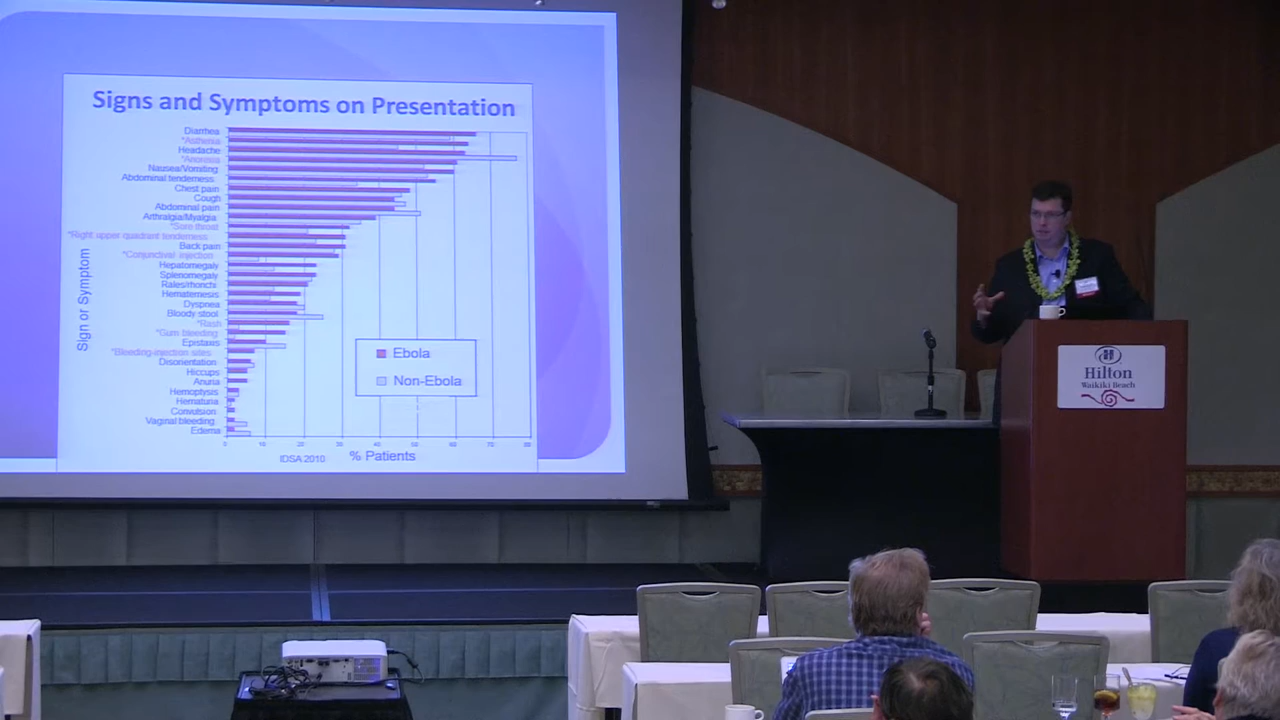 Signs and Symptoms on Presentation
Diarrhea
*Asthenia
Headache
*Anorexia
Nausea/Vomiting
Abdominal tenderness
Chest pain
Cough
Abdominal pain
Arthralgia/Myalgia
*Sore throat
*Right upper quadrant tenderness
Back pain
*Conjunctival injection
Hepatomegaly
Splenomegaly
Rales/rhonchi
Hematemesis
Dyspnea
Bloody stool
*Rash
*Gum bleeding
Epistaxis
*Bleeding-injection sites
Disorientation
Hiccups
Anuria
Hemoptysis
Hematuria
Convulsion
Vaginal bleeding
Edema
Sign or Symptom
Ebola
Non-Ebola
0 10 20 30 40 50 60 70 80
IDSA 2010 % Patients
Hilton
Waikiki Beach